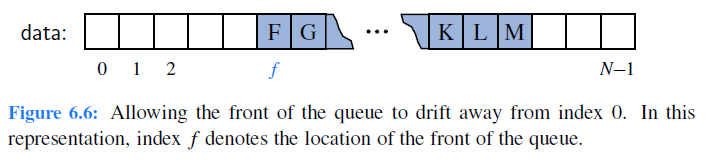 data: F G ··· K L M
0 1 2 f N−1
Figure 6.6: Allowing the front of the queue to drift away from index 0. In this
representation, index f denotes the location of the front of the queue.